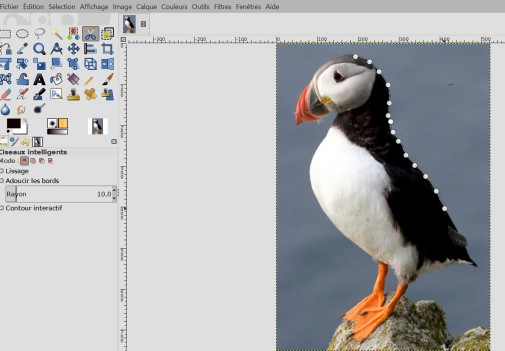 Fichier Édition Sélection Affichage Image Calque Couleurs Outils Filtres Fenêtres Aide
Ciseaux intelligents
Mode :
Lissage
Adoucir les bords
Rayon 10,0
Contour interactif